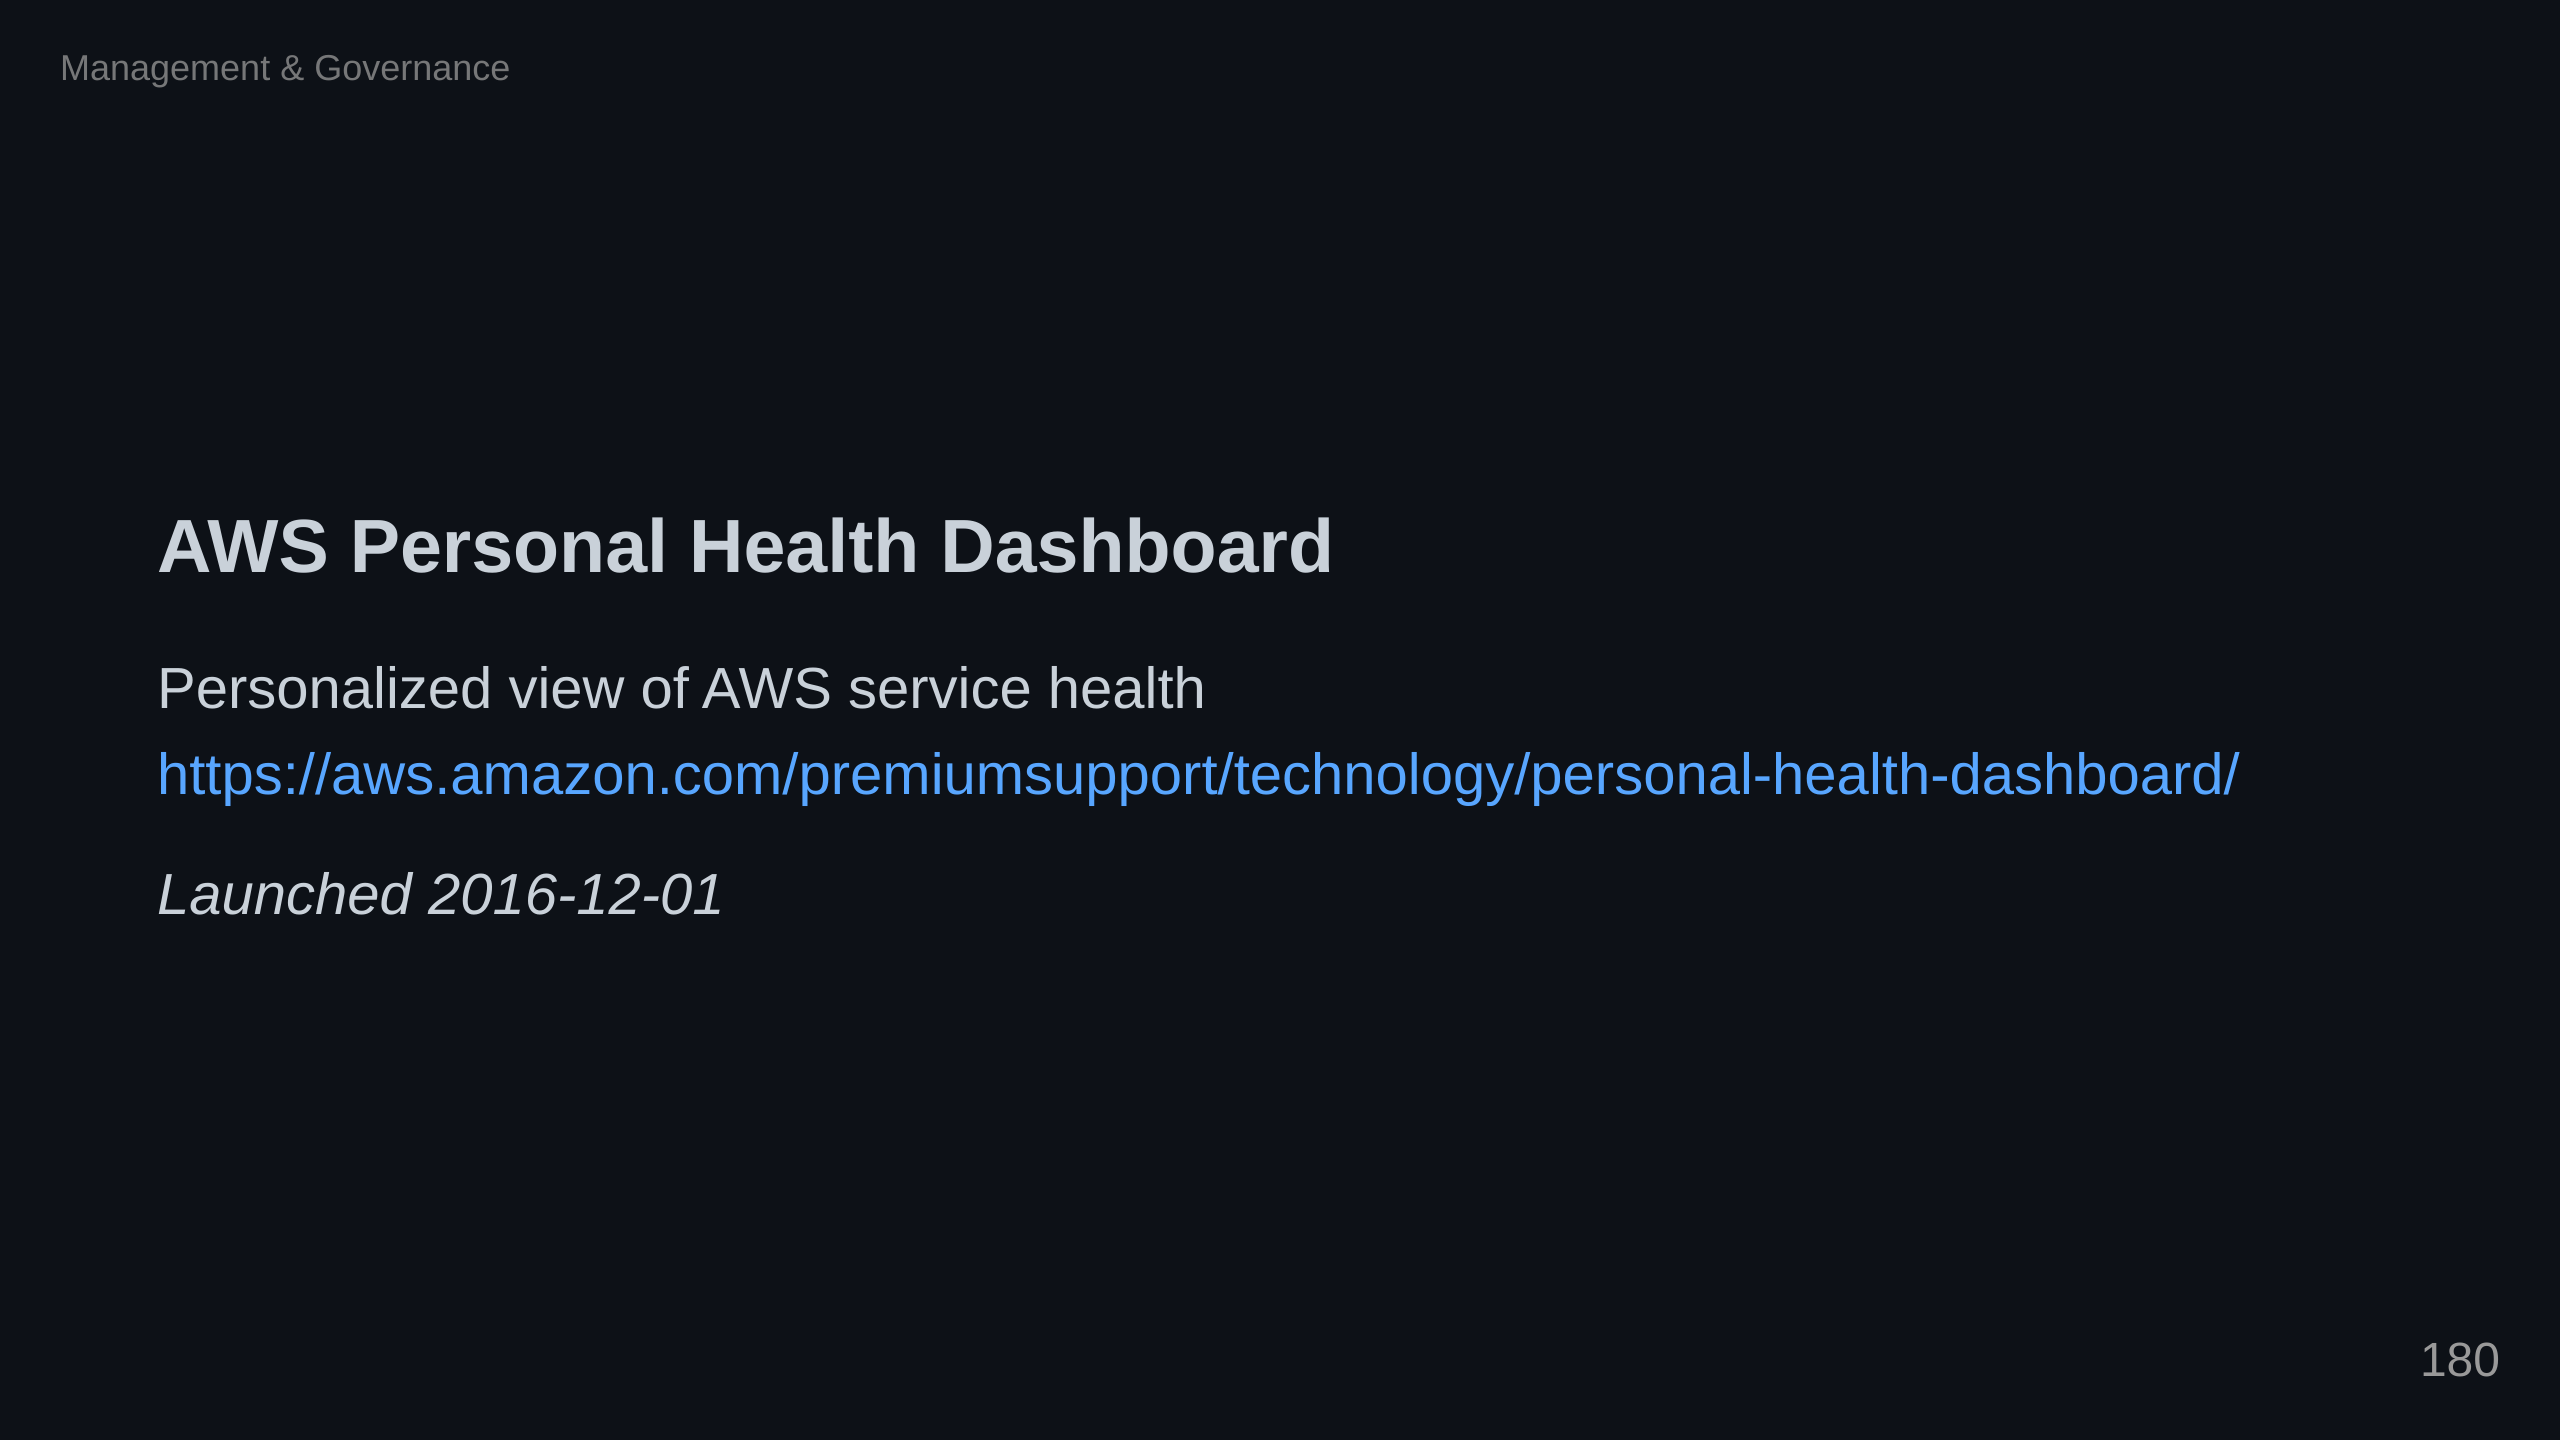 Management & Governance
AWS Personal Health Dashboard
Personalized view of AWS service health
https://aws.amazon.com/premiumsupport/technology/personal-health-dashboard/
Launched 2016-12-01
180